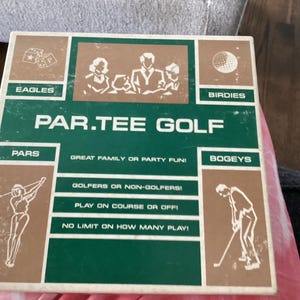 EAGLES
BIRDIES
PAR.TEE GOLF
PARS
GREAT FAMILY OR PARTY FUN!
BOGEYS
GOLFERS OR NON-GOLFERS!
PLAY ON COURSE OR OFF!
NO LIMIT ON HOW MANY PLAY!